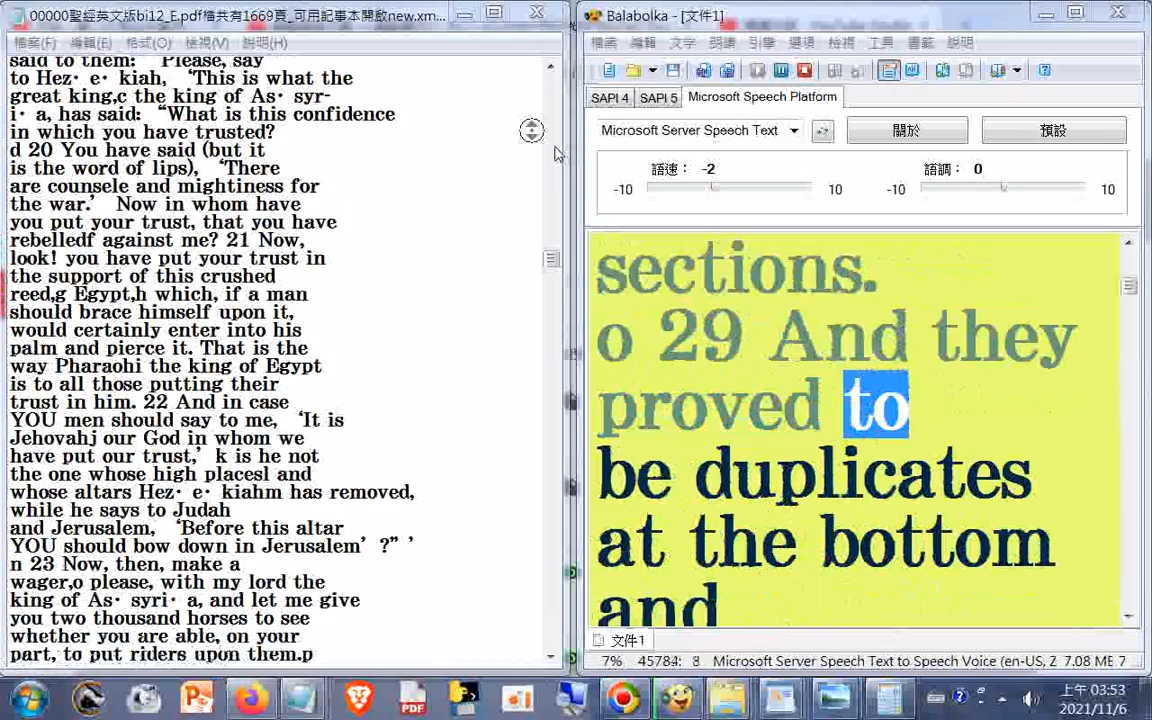 00000聖經英文版bi12_E.pdf檔共有1669頁_可用記事本開啟new.xm...
檔案(F) 編輯(E) 格式(O) 檢視(V) 說明(H)
said to them: “Please, say
to Hez·e·kiah, ‘This is what the
great king,c the king of As·syr-
i·a, has said: “What is this confidence
in which you have trusted?
d 20 You have said (but it
is the word of lips), ‘There
are counsele and mightiness for
the war.’ Now in whom have
you put your trust, that you have
rebelledf against me? 21 Now,
look! you have put your trust in
the support of this crushed
reed,g Egypt,h which, if a man
should brace himself upon it,
would certainly enter into his
palm and pierce it. That is the
way Pharaohi the king of Egypt
is to all those putting their
trust in him. 22 And in case
YOU men should say to me, ‘It is
Jehovahj our God in whom we
have put our trust,’ k is he not
the one whose high placesl and
whose altars Hez·e·kiahm has removed,
while he says to Judah
and Jerusalem, ‘Before this altar
YOU should bow down in Jerusalem’?”’
n 23 Now, then, make a
wager,o please, with my lord the
king of As·syri·a, and let me give
you two thousand horses to see
whether you are able, on your
part, to put riders upon them.p
Balabolka - [文件1]
檔案 編輯 文字 朗讀 引擎 選項 檢視 工具 書籤 說明
SAPI 4 SAPI 5 Microsoft Speech Platform
Microsoft Server Speech Text 關於 預設
語速： -2 語調： 0
-10 10 -10 10
sections.
o 29 And they
proved to
be duplicates
at the bottom
and
文件1
7% 45784: 8 Microsoft Server Speech Text to Speech Voice (en-US, Z 7.08 ME 7
PDF
上午 03:53
2021/11/6